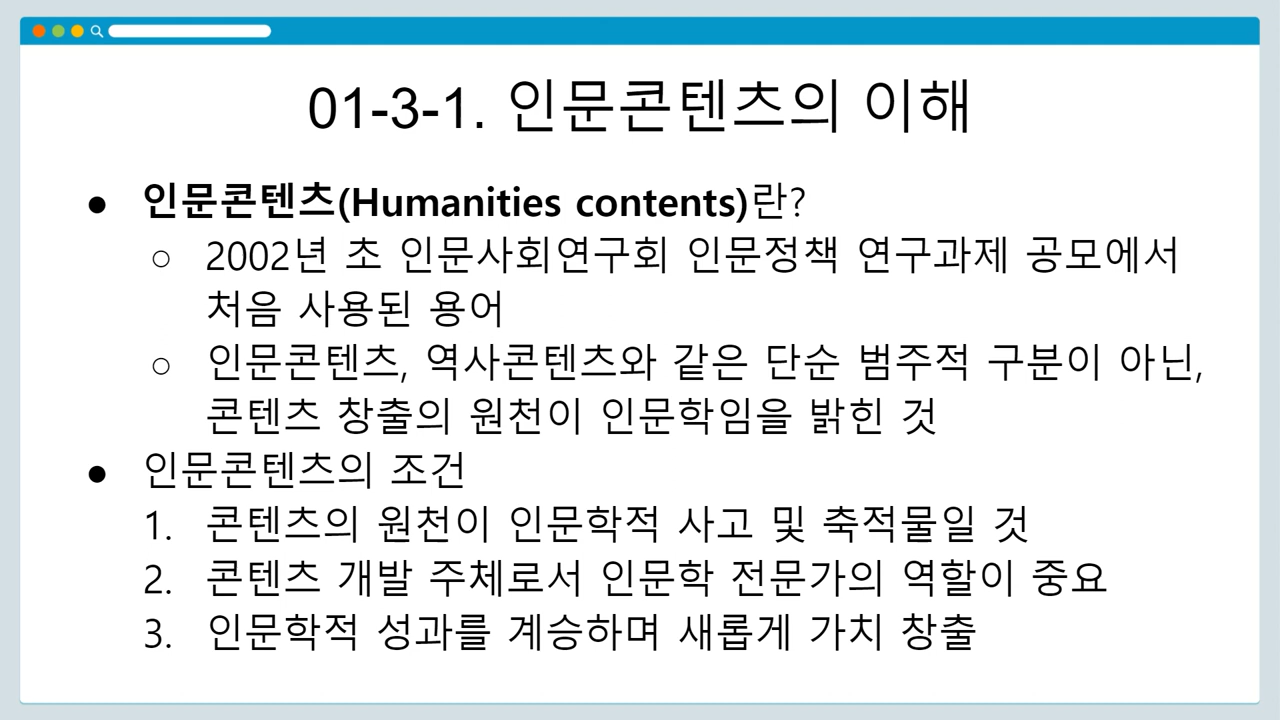 01-3-1. 인문콘텐츠의 이해
● 인문콘텐츠(Humanities contents)란?
○ 2002년 초 인문사회연구회 인문정책 연구과제 공모에서
처음 사용된 용어
○ 인문콘텐츠, 역사콘텐츠와 같은 단순 범주적 구분이 아닌,
콘텐츠 창출의 원천이 인문학임을 밝힌 것
● 인문콘텐츠의 조건
1. 콘텐츠의 원천이 인문학적 사고 및 축적물일 것
2. 콘텐츠 개발 주체로서 인문학 전문가의 역할이 중요
3. 인문학적 성과를 계승하며 새롭게 가치 창출